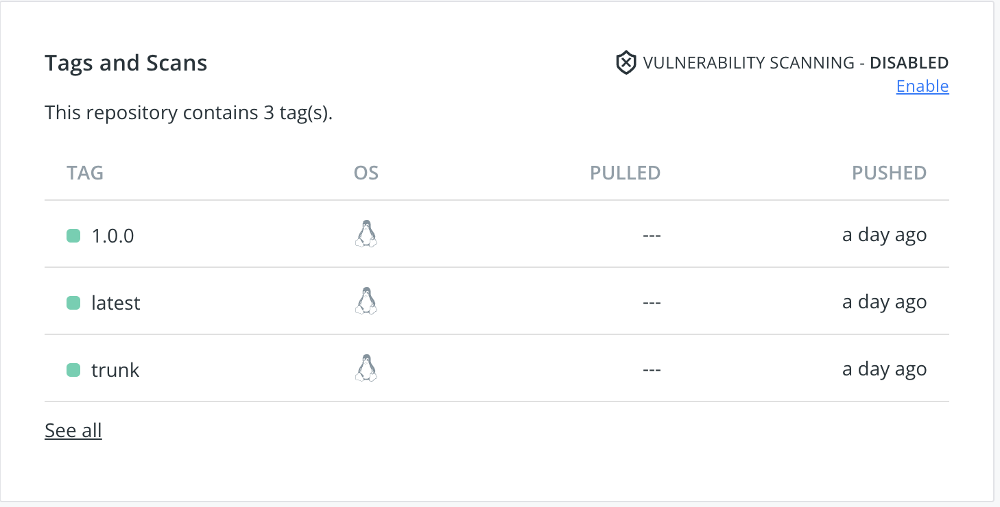 Tags and Scans
VULNERABILITY SCANNING - DISABLED
Enable
This repository contains 3 tag(s).
TAG OS PULLED PUSHED
1.0.0 --- a day ago
latest --- a day ago
trunk --- a day ago
See all